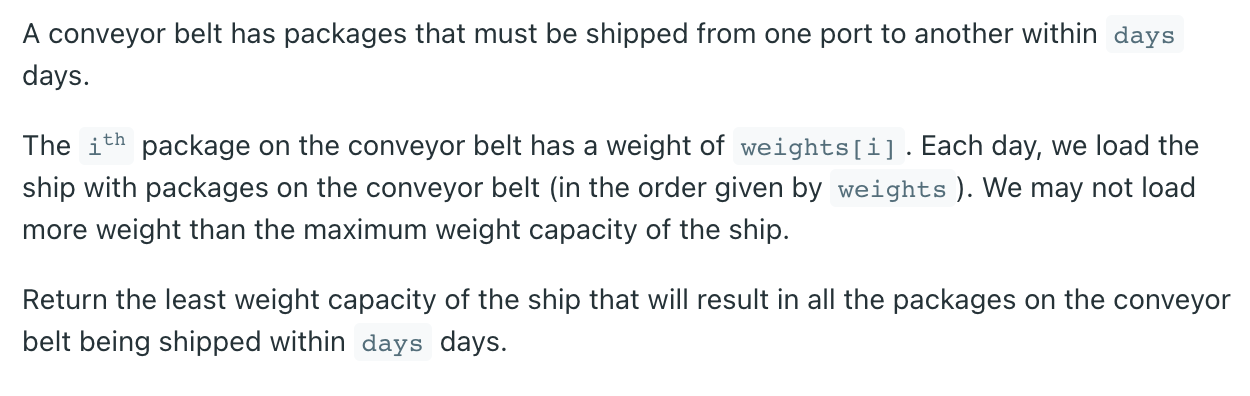 A conveyor belt has packages that must be shipped from one port to another within days
days.
The ith package on the conveyor belt has a weight of weights[i]. Each day, we load the
ship with packages on the conveyor belt (in the order given by weights). We may not load
more weight than the maximum weight capacity of the ship.
Return the least weight capacity of the ship that will result in all the packages on the conveyor
belt being shipped within days days.